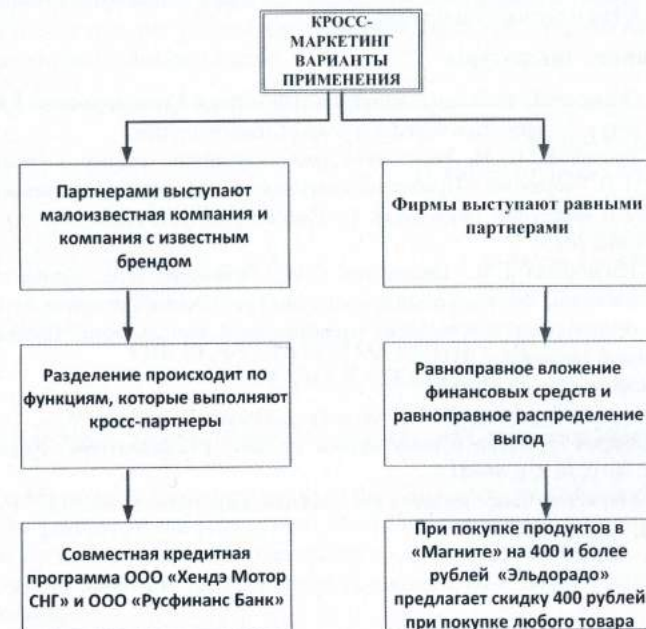 КРОСС-
МАРКЕТИНГ
ВАРИАНТЫ
ПРИМЕНЕНИЯ
Партнерами выступают
малоизвестная компания и
компания с известным
брендом
Фирмы выступают равными
партнерами
Разделение происходит по
функциям, которые выполняют
кросс-партнеры
Равноправное вложение
финансовых средств и
равноправное распределение
выгод
Совместная кредитная
программа ООО «Хендэ Мотор
СНГ» и ООО «Русфинанс Банк»
При покупке продуктов в
«Магните» на 400 и более
рублей «Эльдорадо»
предлагает скидку 400 рублей
при покупке любого товара